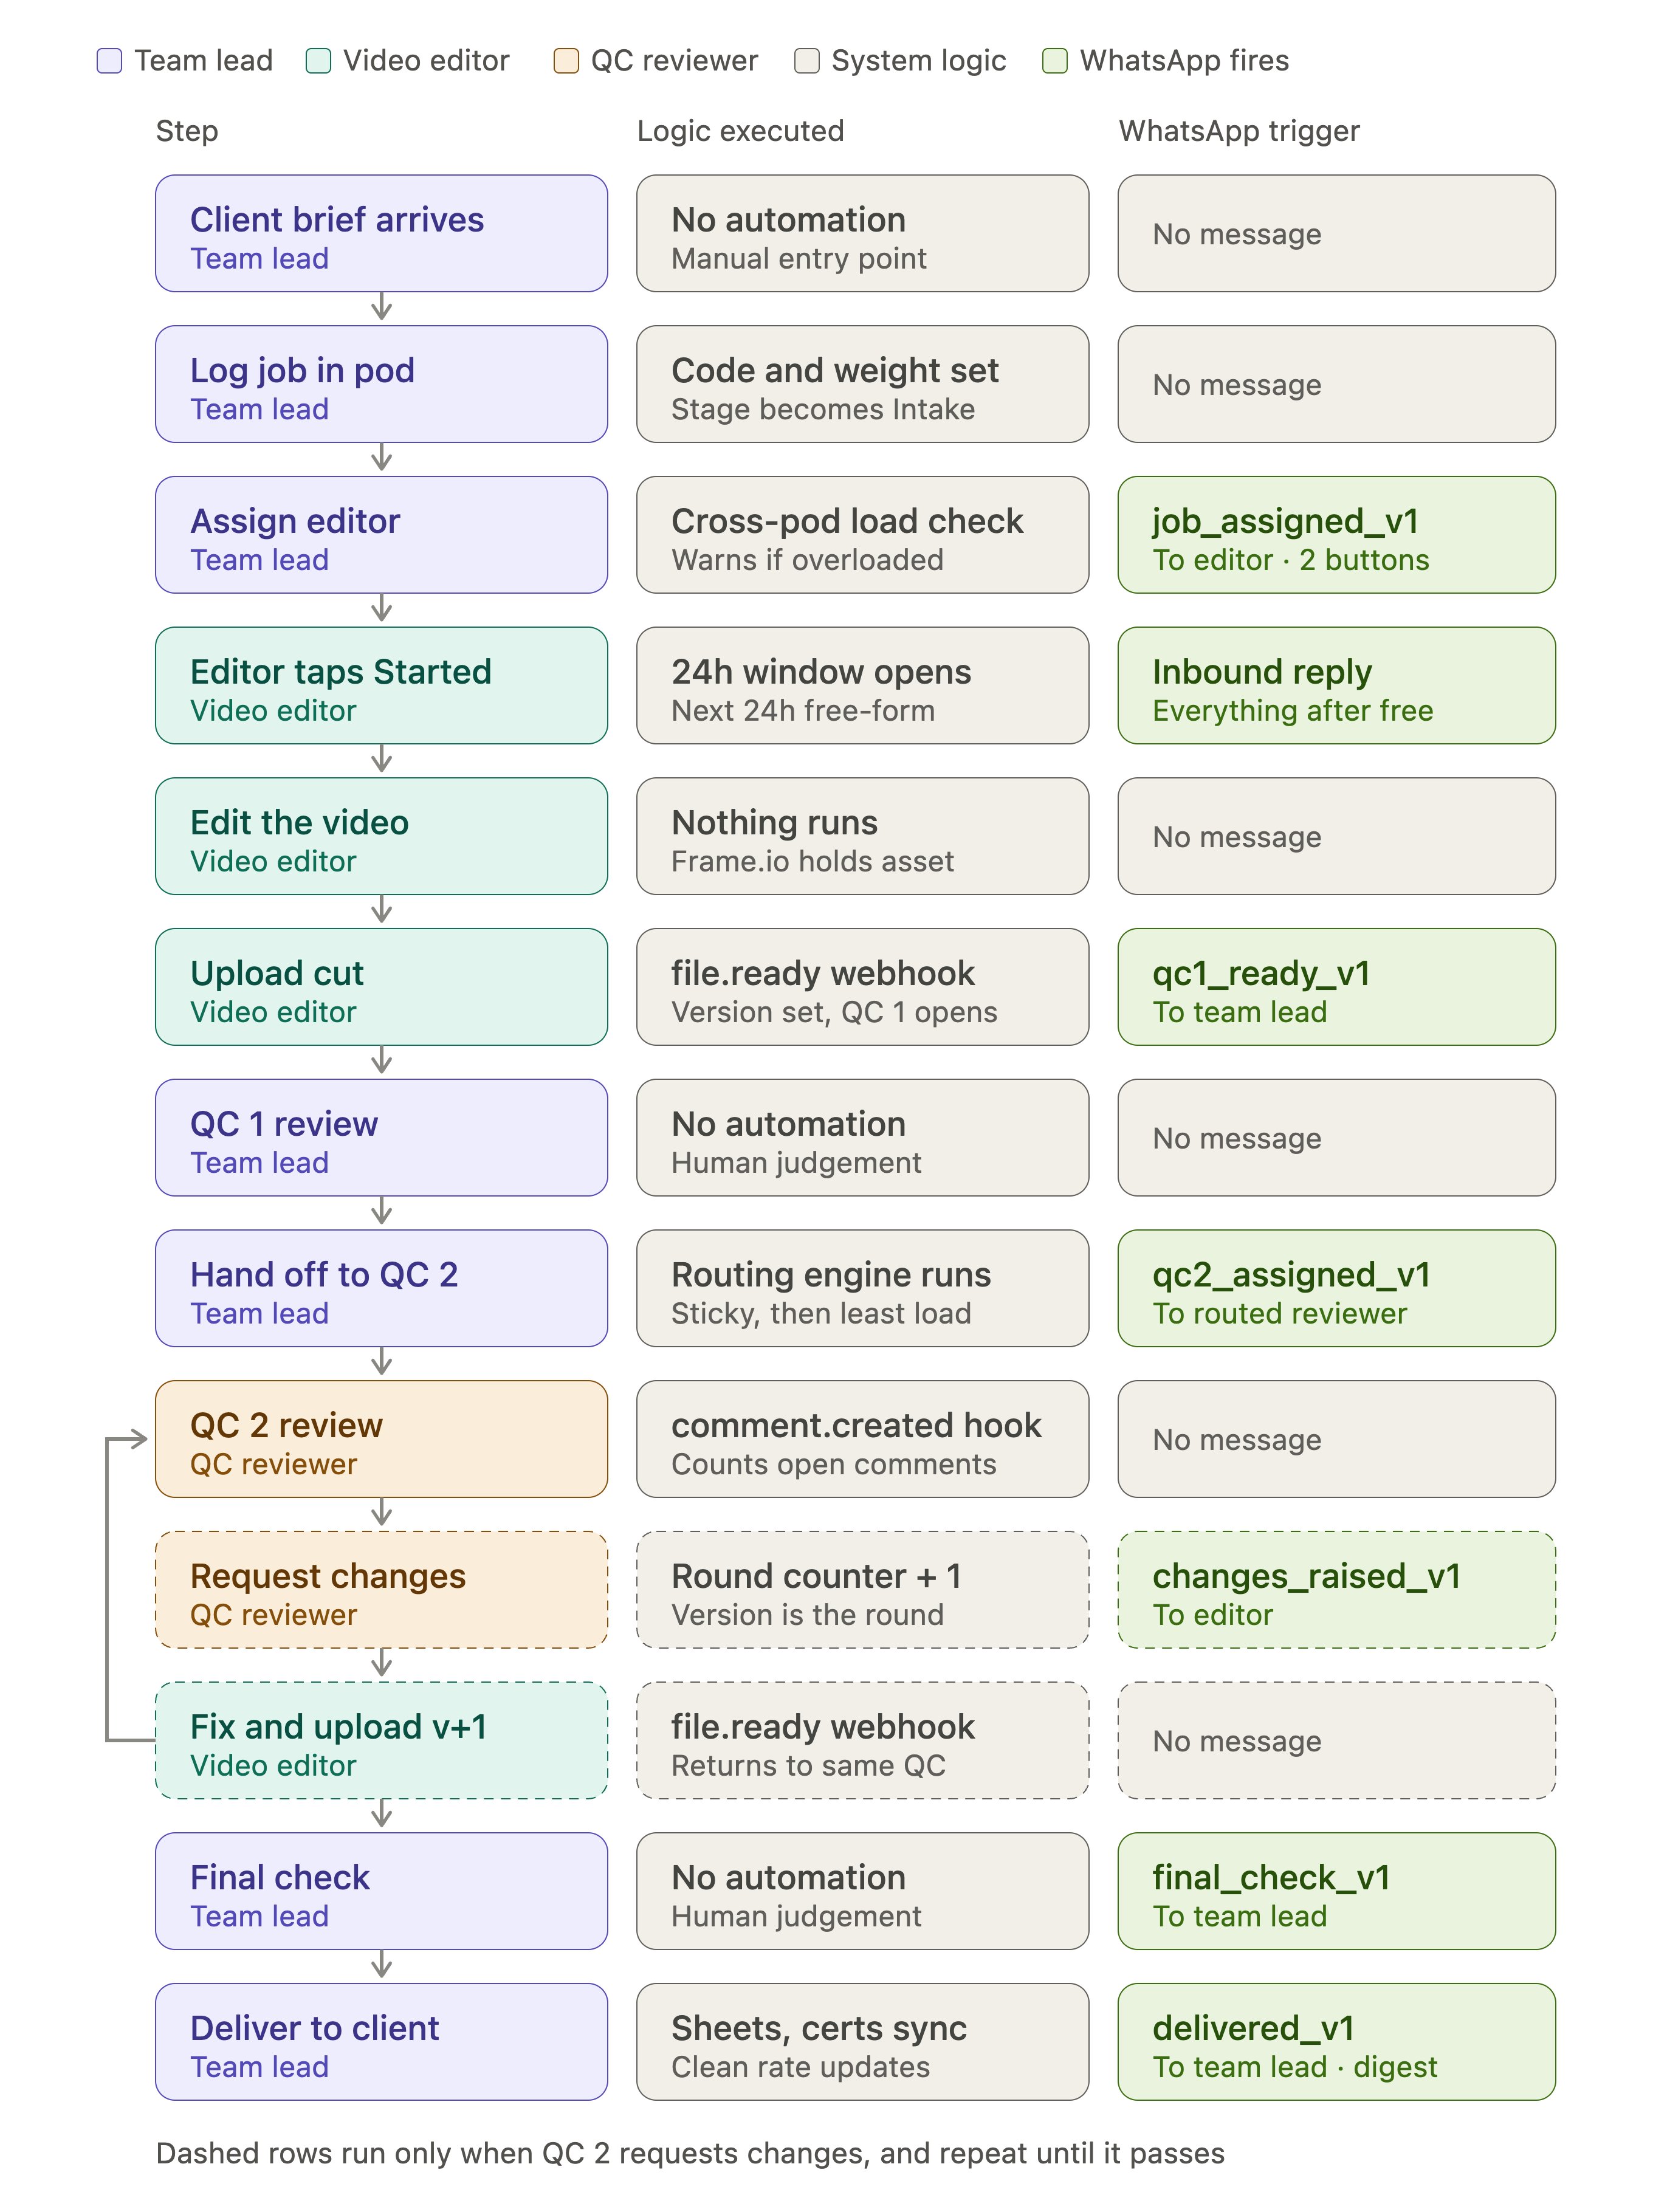 Team lead
Video editor
QC reviewer
System logic
WhatsApp fires
Step
Logic executed
WhatsApp trigger
Client brief arrives
Team lead
No automation
Manual entry point
No message
Log job in pod
Team lead
Code and weight set
Stage becomes Intake
No message
Assign editor
Team lead
Cross-pod load check
Warns if overloaded
job_assigned_v1
To editor · 2 buttons
Editor taps Started
Video editor
24h window opens
Next 24h free-form
Inbound reply
Everything after free
Edit the video
Video editor
Nothing runs
Frame.io holds asset
No message
Upload cut
Video editor
file.ready webhook
Version set, QC 1 opens
qc1_ready_v1
To team lead
QC 1 review
Team lead
No automation
Human judgement
No message
Hand off to QC 2
Team lead
Routing engine runs
Sticky, then least load
qc2_assigned_v1
To routed reviewer
QC 2 review
QC reviewer
comment.created hook
Counts open comments
No message
Request changes
QC reviewer
Round counter + 1
Version is the round
changes_raised_v1
To editor
Fix and upload v+1
Video editor
file.ready webhook
Returns to same QC
No message
Final check
Team lead
No automation
Human judgement
final_check_v1
To team lead
Deliver to client
Team lead
Sheets, certs sync
Clean rate updates
delivered_v1
To team lead · digest
Dashed rows run only when QC 2 requests changes, and repeat until it passes